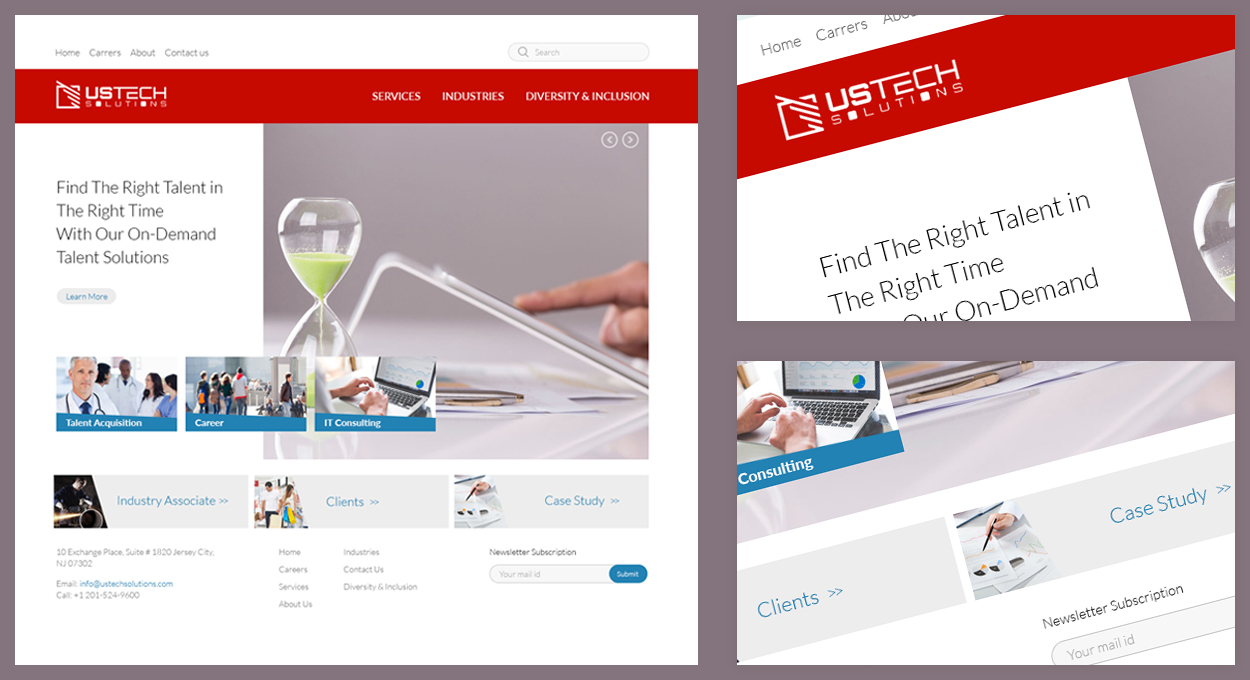 Home Carrers About Contact us
Search
USTECH
SOLUTIONS
SERVICES INDUSTRIES DIVERSITY & INCLUSION
Find The Right Talent in
The Right Time
With Our On-Demand
Talent Solutions
Learn More
Talent Acquisition
Career
IT Consulting
Industry Associate >>
Clients >>
Case Study >>
10 Exchange Place, Suite # 1820 Jersey City,
NJ 07302
Email: info@ustechsolutions.com
Call: +1 201-524-9600
Home
Careers
Services
About Us
Industries
Contact Us
Diversity & Inclusion
Newsletter Subscription
Your mail id
Submit
Home Carrers About
USTECH
SOLUTIONS
Find The Right Talent in
The Right Time
Our On-Demand
Consulting
Clients >>
Case Study >>
Newsletter Subscription
Your mail id